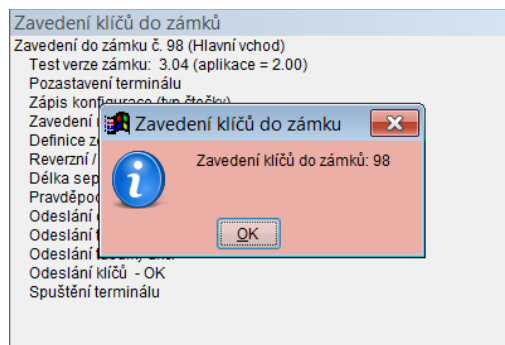 Zavedení klíčů do zámků
Zavedení do zámku č. 98 (Hlavní vchod)
Test verze zámku: 3.04 (aplikace = 2.00)
Pozastavení terminálu
Zápis konfigurace (typ čtečky)
Zavedení
Definice
Reverzní /
Délka
Odeslání
Odeslání
Odeslání
Odeslání klíčů - OK
Spuštění terminálu
Zavedení klíčů do zámku
Zavedení klíčů do zámků: 98
OK